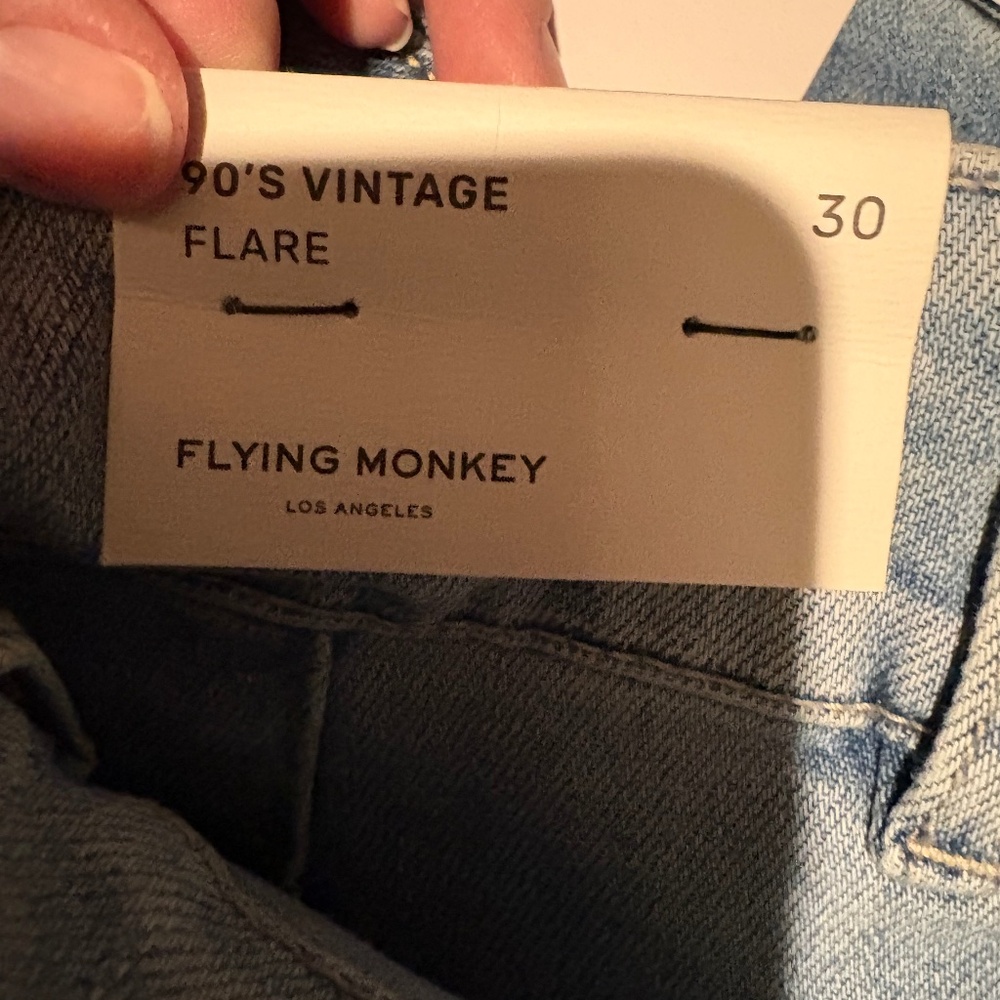 90'S VINTAGE
FLARE
30
FLYING MONKEY
LOS ANGELES